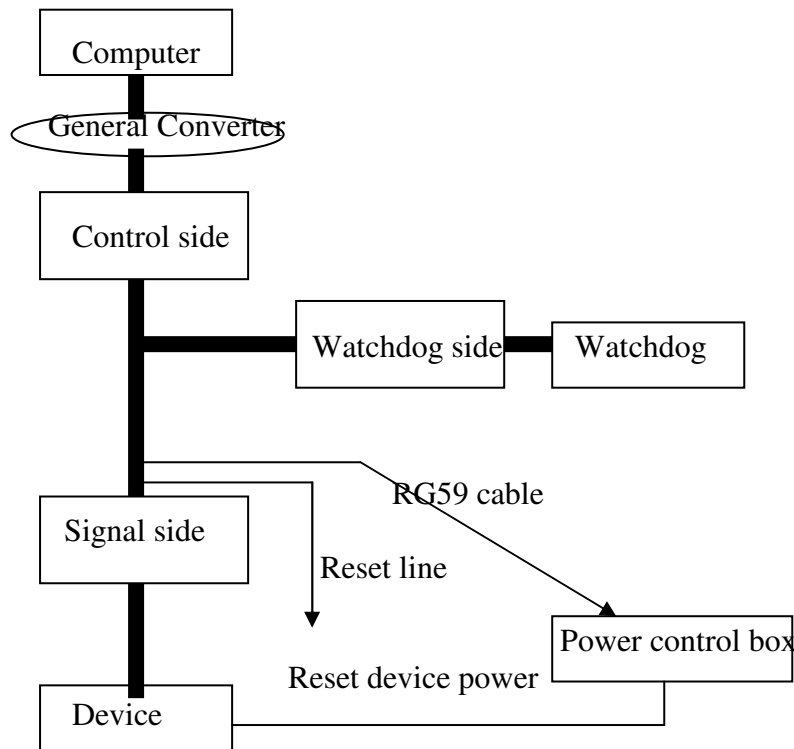 Computer
General Converter
Control side
Watchdog side
Watchdog
RG59 cable
Signal side
Reset line
Power control box
Reset device power
Device